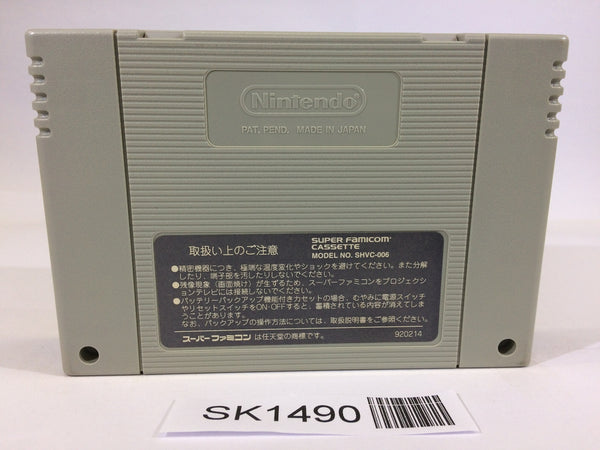 Nintendo
PAT. PEND. MADE IN JAPAN
取扱い上のご注意
SUPER FAMICOM
CASSETTE
MODEL NO. SHVC-006
●精密機器につき、極端な温度変化やショックを避けてください。また分解
したり、端子部を汚したりしないでください。
●残像現象（画面焼け）が生ずるため、スーパーファミコンをプロジェクシ
ョンテレビには接続しないでください。
●バッテリーバックアップ機能付きカセットの場合、むやみに電源スイッチ
やリセットスイッチをON・OFFすると、蓄積されている内容が消えてしま
うことがあります。
なお、バックアップの操作方法については、取扱説明書をご参照ください。
スーパーファミコンは任天堂の商標です。
920214
SK1490